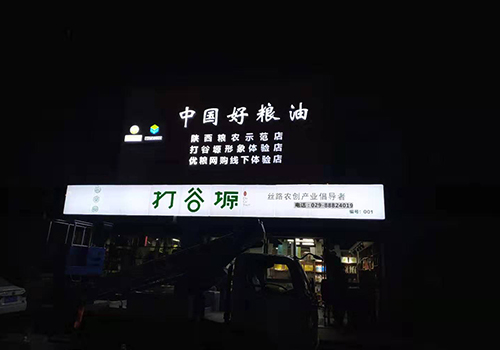 中国好粮油
陕西粮农示范店
打谷塬形象体验店
优粮网购线下体验店
打谷塬
丝路农创产业倡导者
电话：029-88824019
编号：001